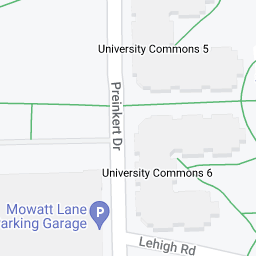 University Commons 5
Preinkert Dr
University Commons 6
Mowatt Lane
arking Garage
P
Lehigh Rd